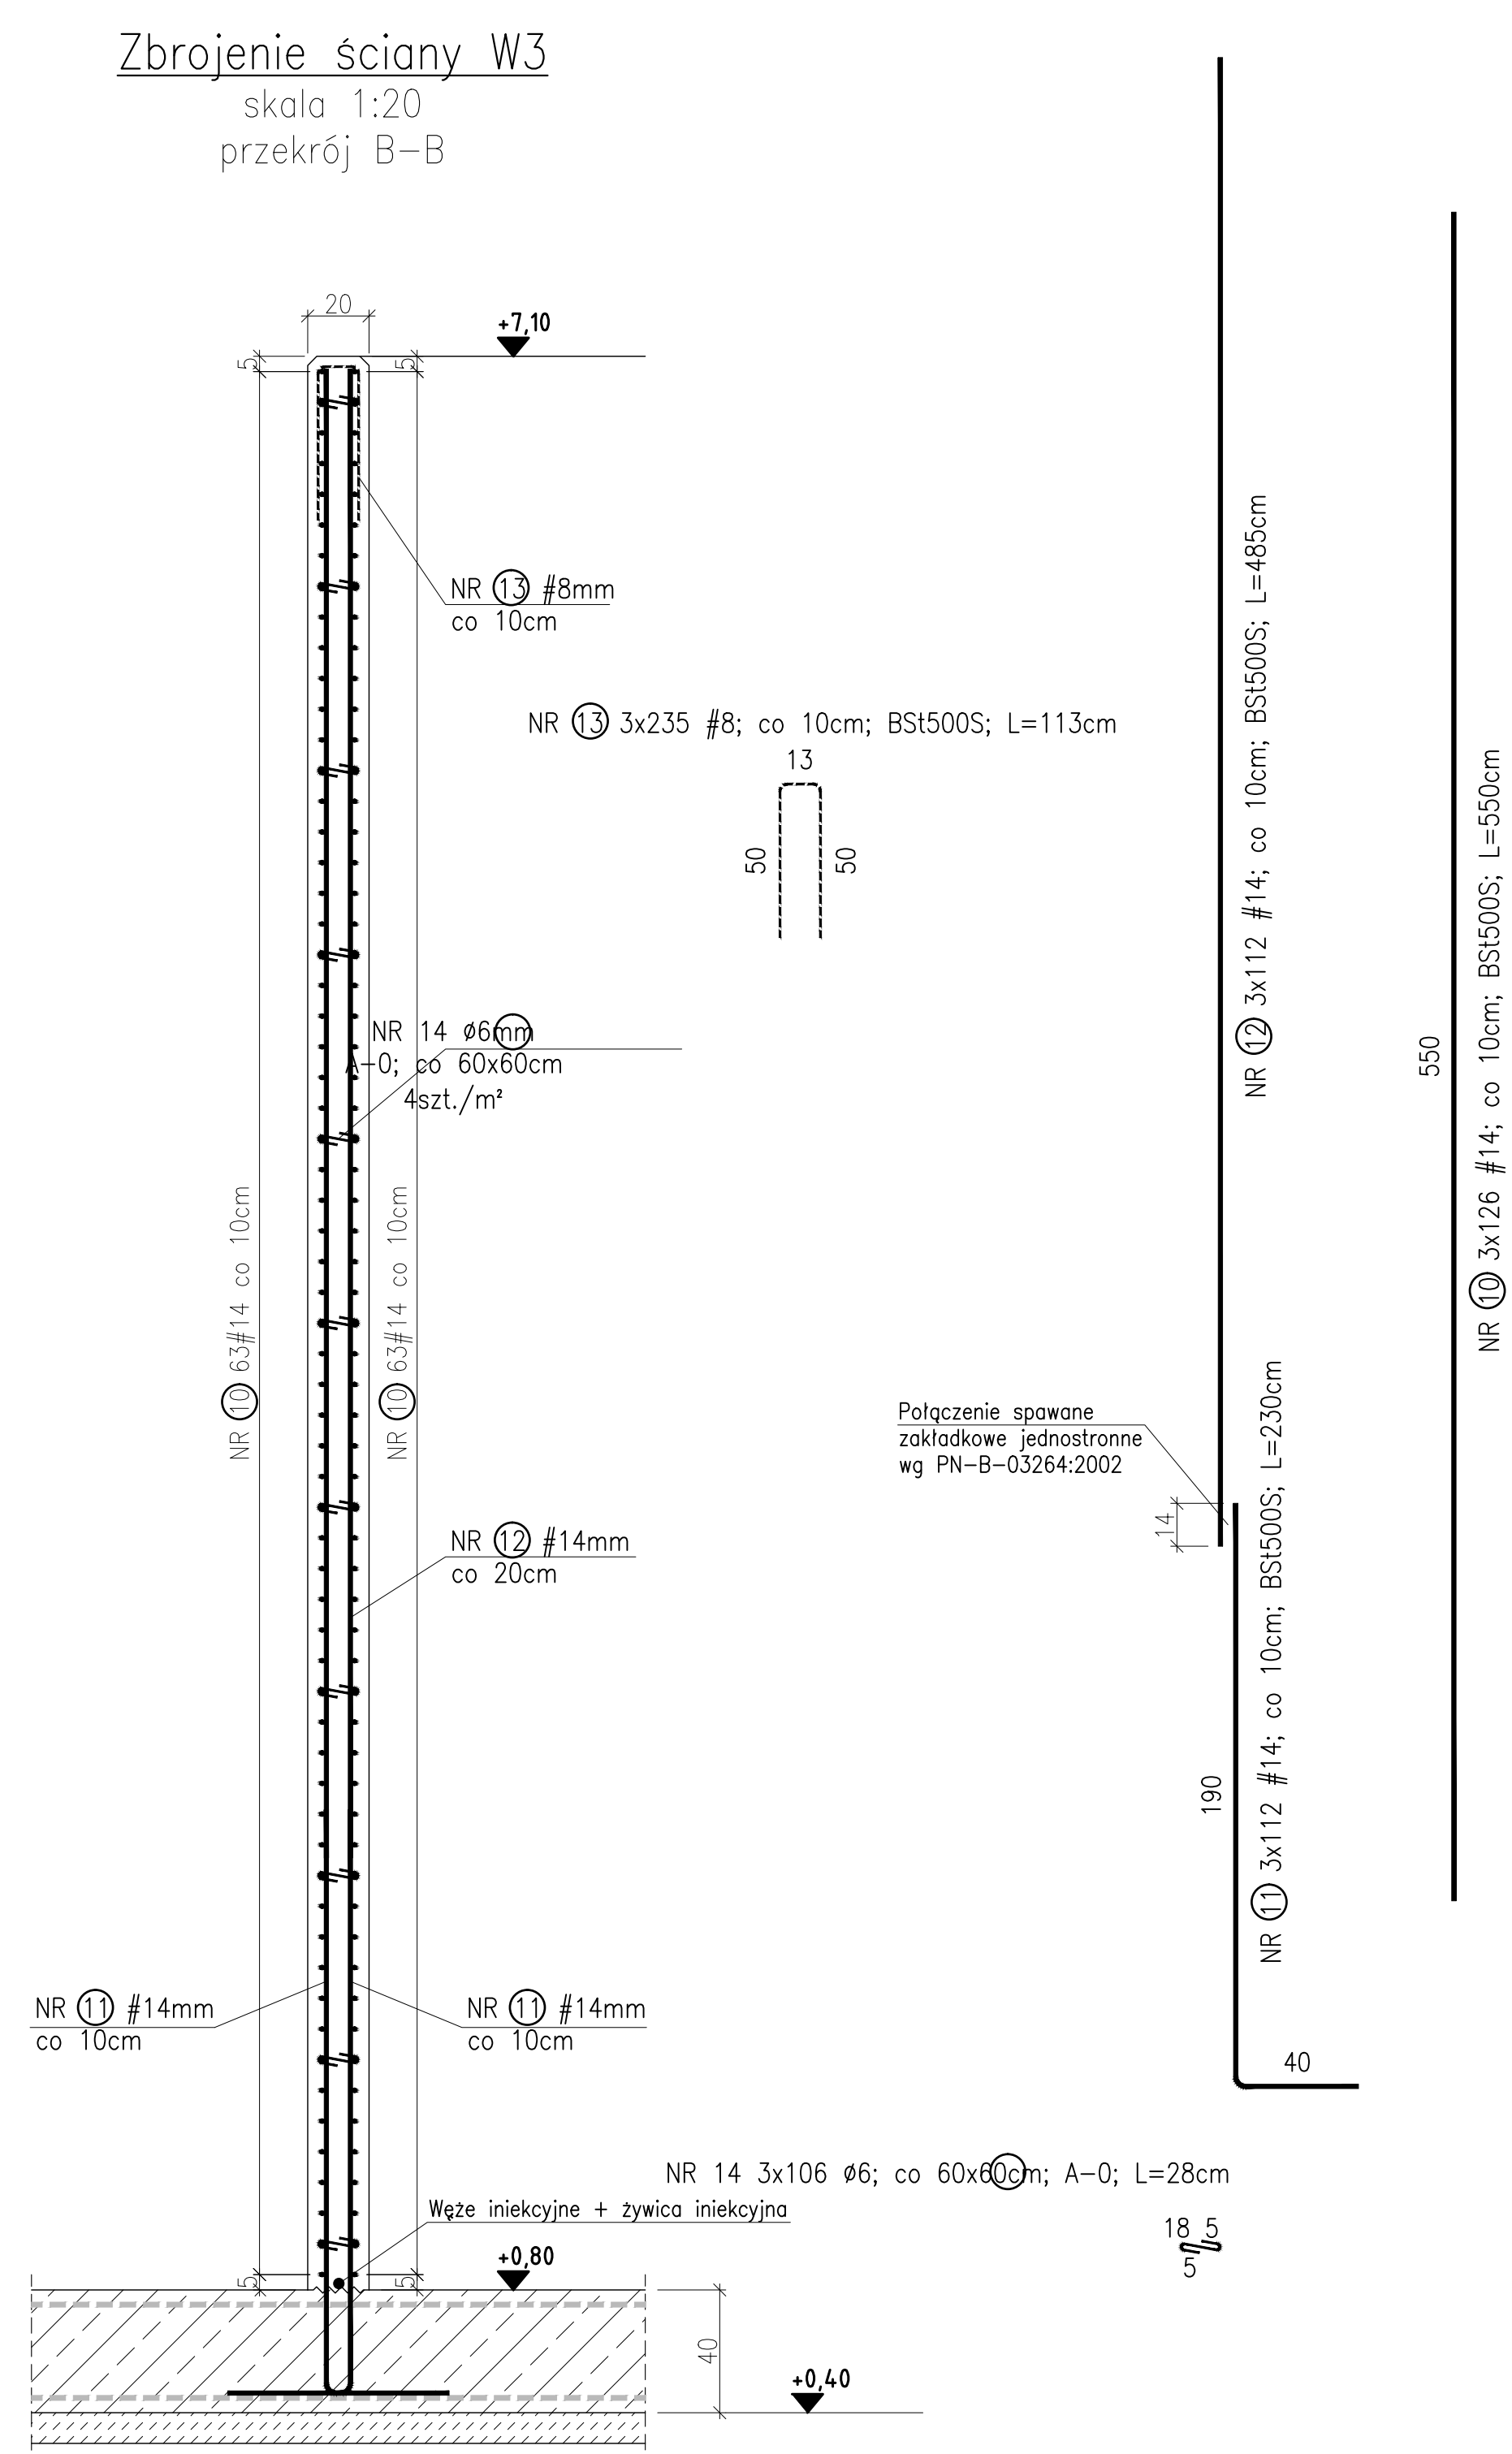 Zbrojenie ściany W3
skala 1:20
przekrój B-B
20
+7,10
5
5
NR 13 #8mm
co 10cm
NR 13 3x235 #8; co 10cm; BSt500S; L=113cm
13
50
50
NR 14 ø6mm
A-0; co 60x60cm
4szt./m²
NR 10 63#14 co 10cm
NR 10 63#14 co 10cm
NR 12 #14mm
co 20cm
NR 11 #14mm
co 10cm
NR 11 #14mm
co 10cm
NR 12 3x112 #14; co 10cm; BSt500S; L=485cm
550
NR 10 3x126 #14; co 10cm; BSt500S; L=550cm
Połączenie spawane
zakładkowe jednostronne
wg PN-B-03264:2002
14
190
NR 11 3x112 #14; co 10cm; BSt500S; L=230cm
40
NR 14 3x106 ø6; co 60x60cm; A-0; L=28cm
18 5
5
Węże iniekcyjne + żywica iniekcyjna
+0,80
5
5
40
+0,40